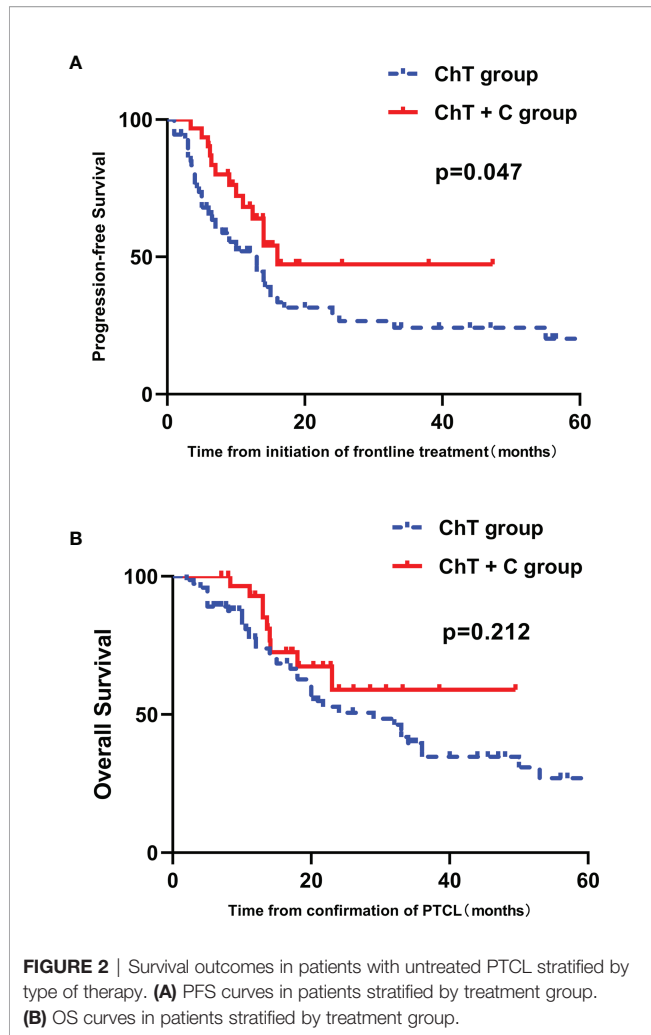 A
ChT group
ChT + C group
p=0.047
100
50
0
Progression-free Survival
0 20 40 60
Time from initiation of frontline treatment（months）
B
ChT group
ChT + C group
p=0.212
100
50
0
Overall Survival
0 20 40 60
Time from confirmation of PTCL（months）
FIGURE 2 | Survival outcomes in patients with untreated PTCL stratified by
type of therapy. (A) PFS curves in patients stratified by treatment group.
(B) OS curves in patients stratified by treatment group.